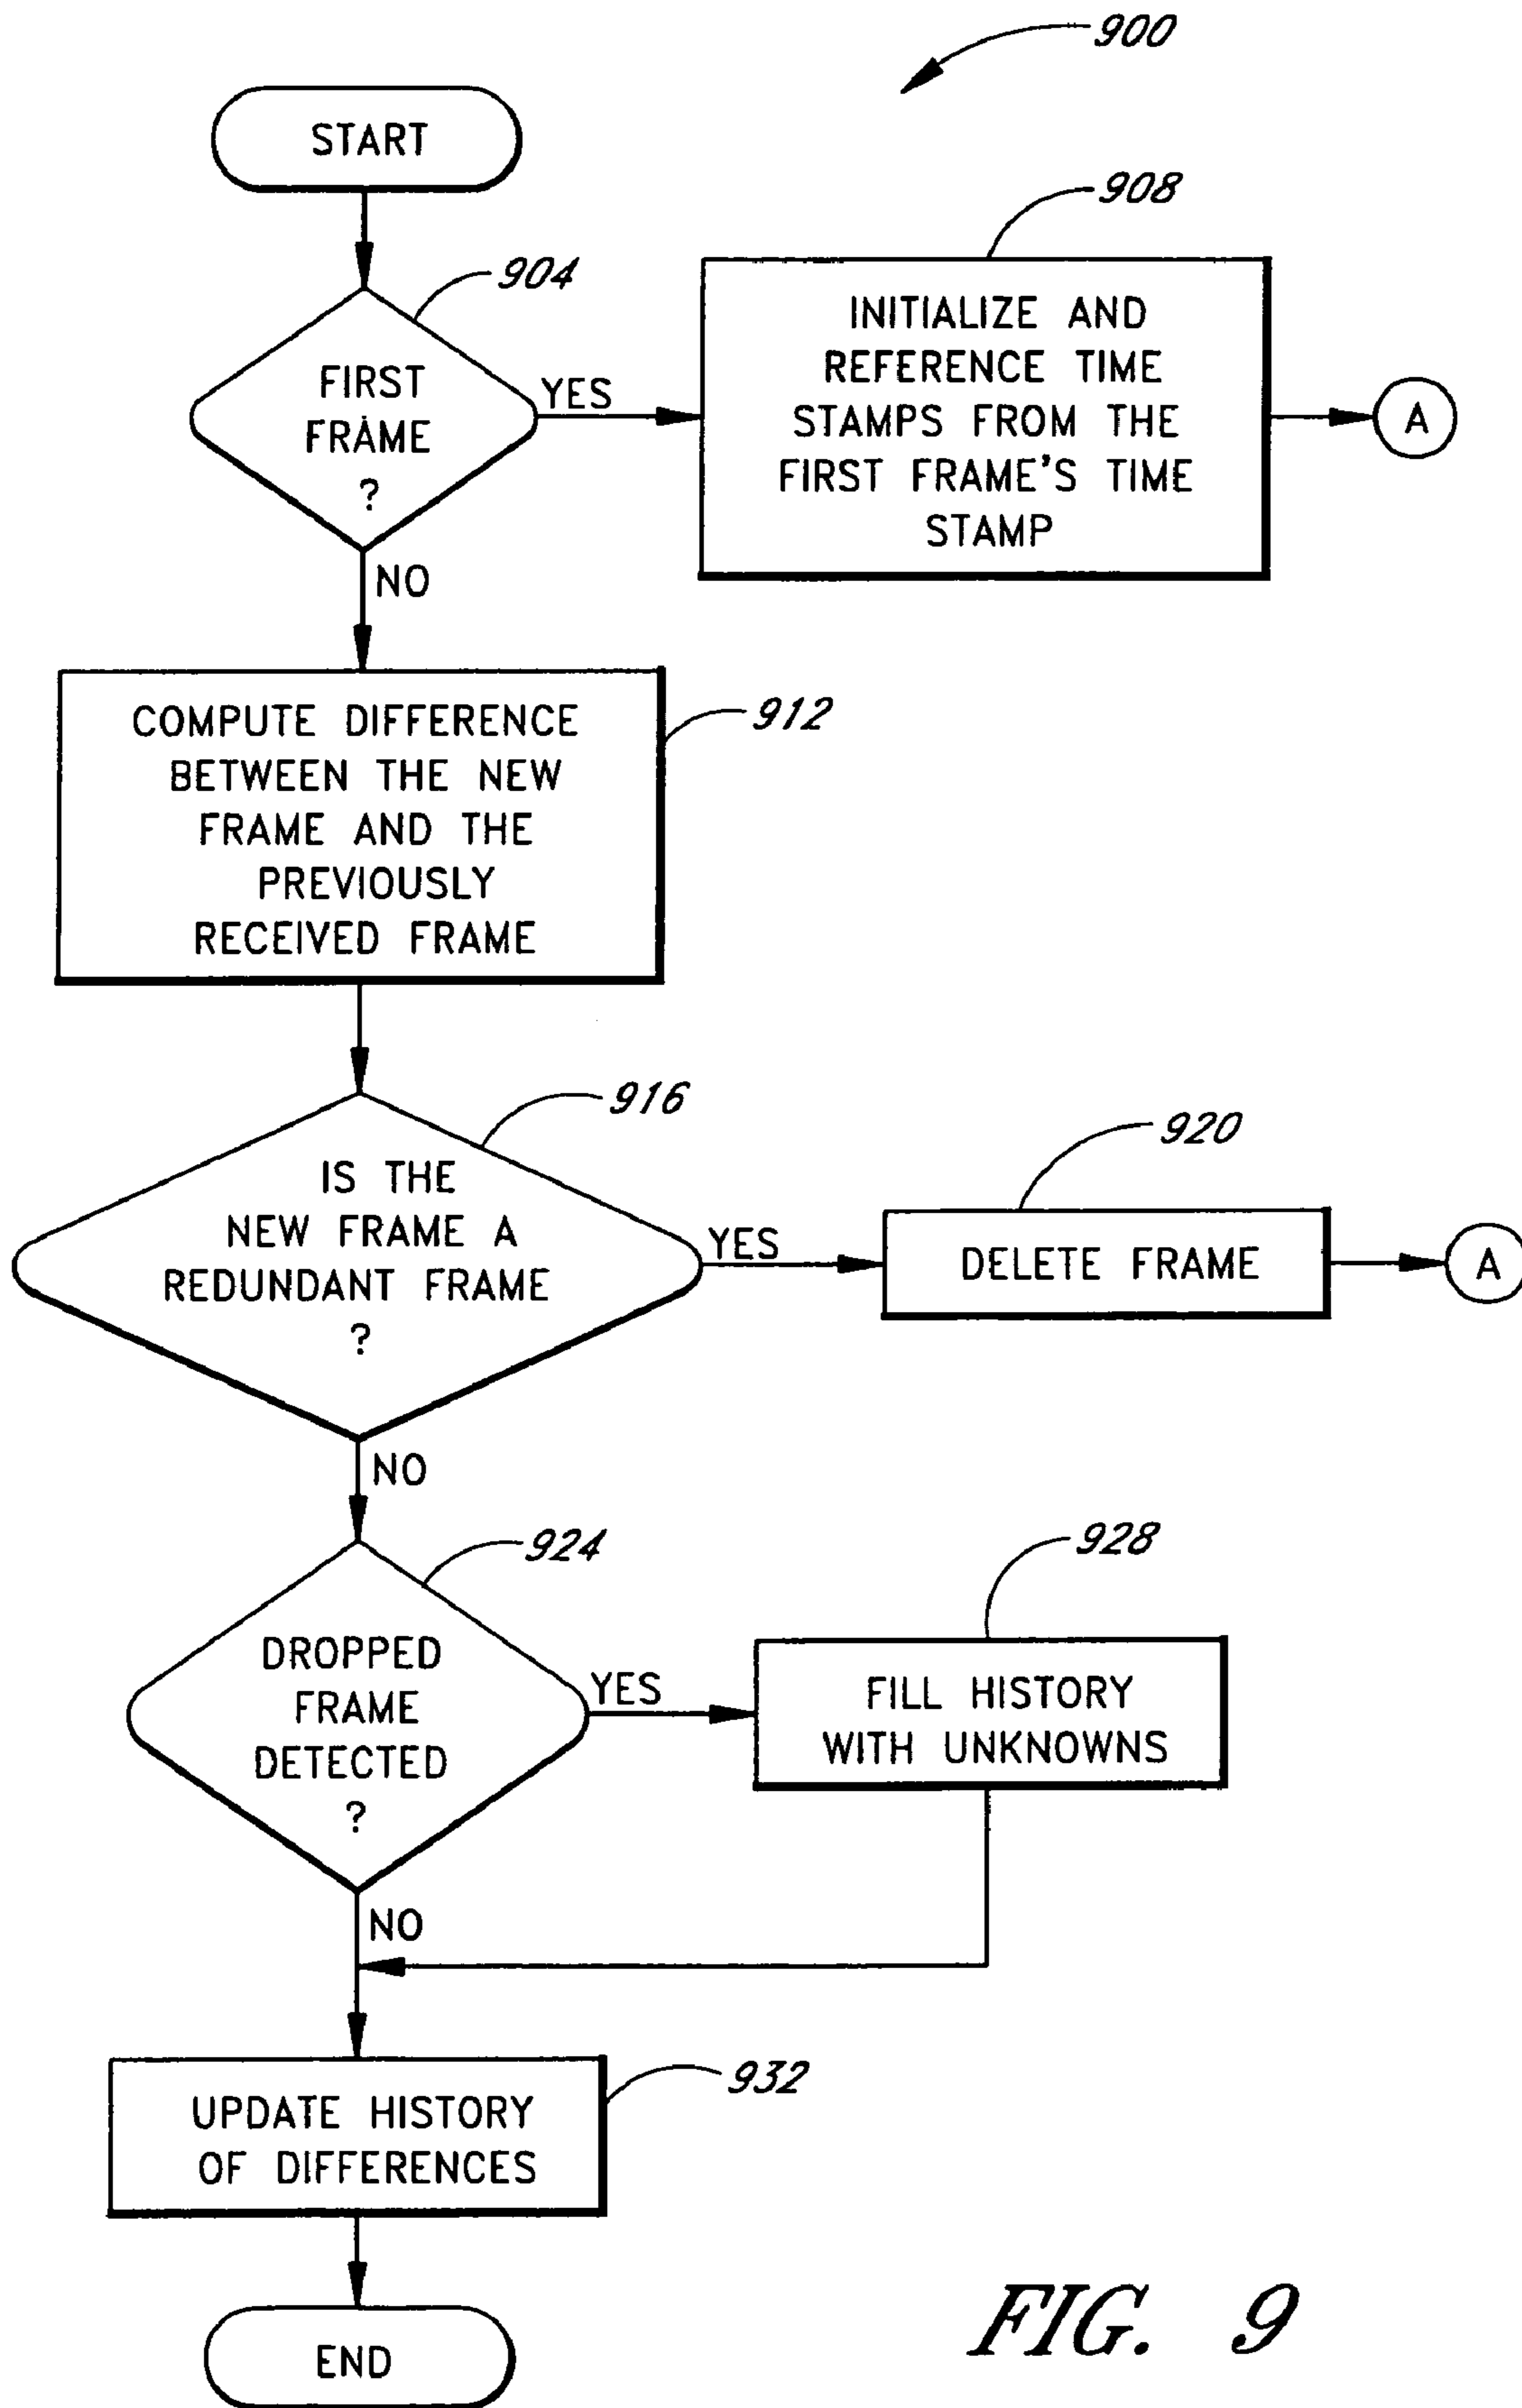 900
START
908
904
INITIALIZE AND
REFERENCE TIME
STAMPS FROM THE
FIRST FRAME'S TIME
STAMP
FIRST
FRAME
?
YES
A
NO
912
COMPUTE DIFFERENCE
BETWEEN THE NEW
FRAME AND THE
PREVIOUSLY
RECEIVED FRAME
916
920
IS THE
NEW FRAME A
REDUNDANT FRAME
?
YES
DELETE FRAME
A
NO
924
928
DROPPED
FRAME
DETECTED
?
YES
FILL HISTORY
WITH UNKNOWNS
NO
932
UPDATE HISTORY
OF DIFFERENCES
END
FIG. 9